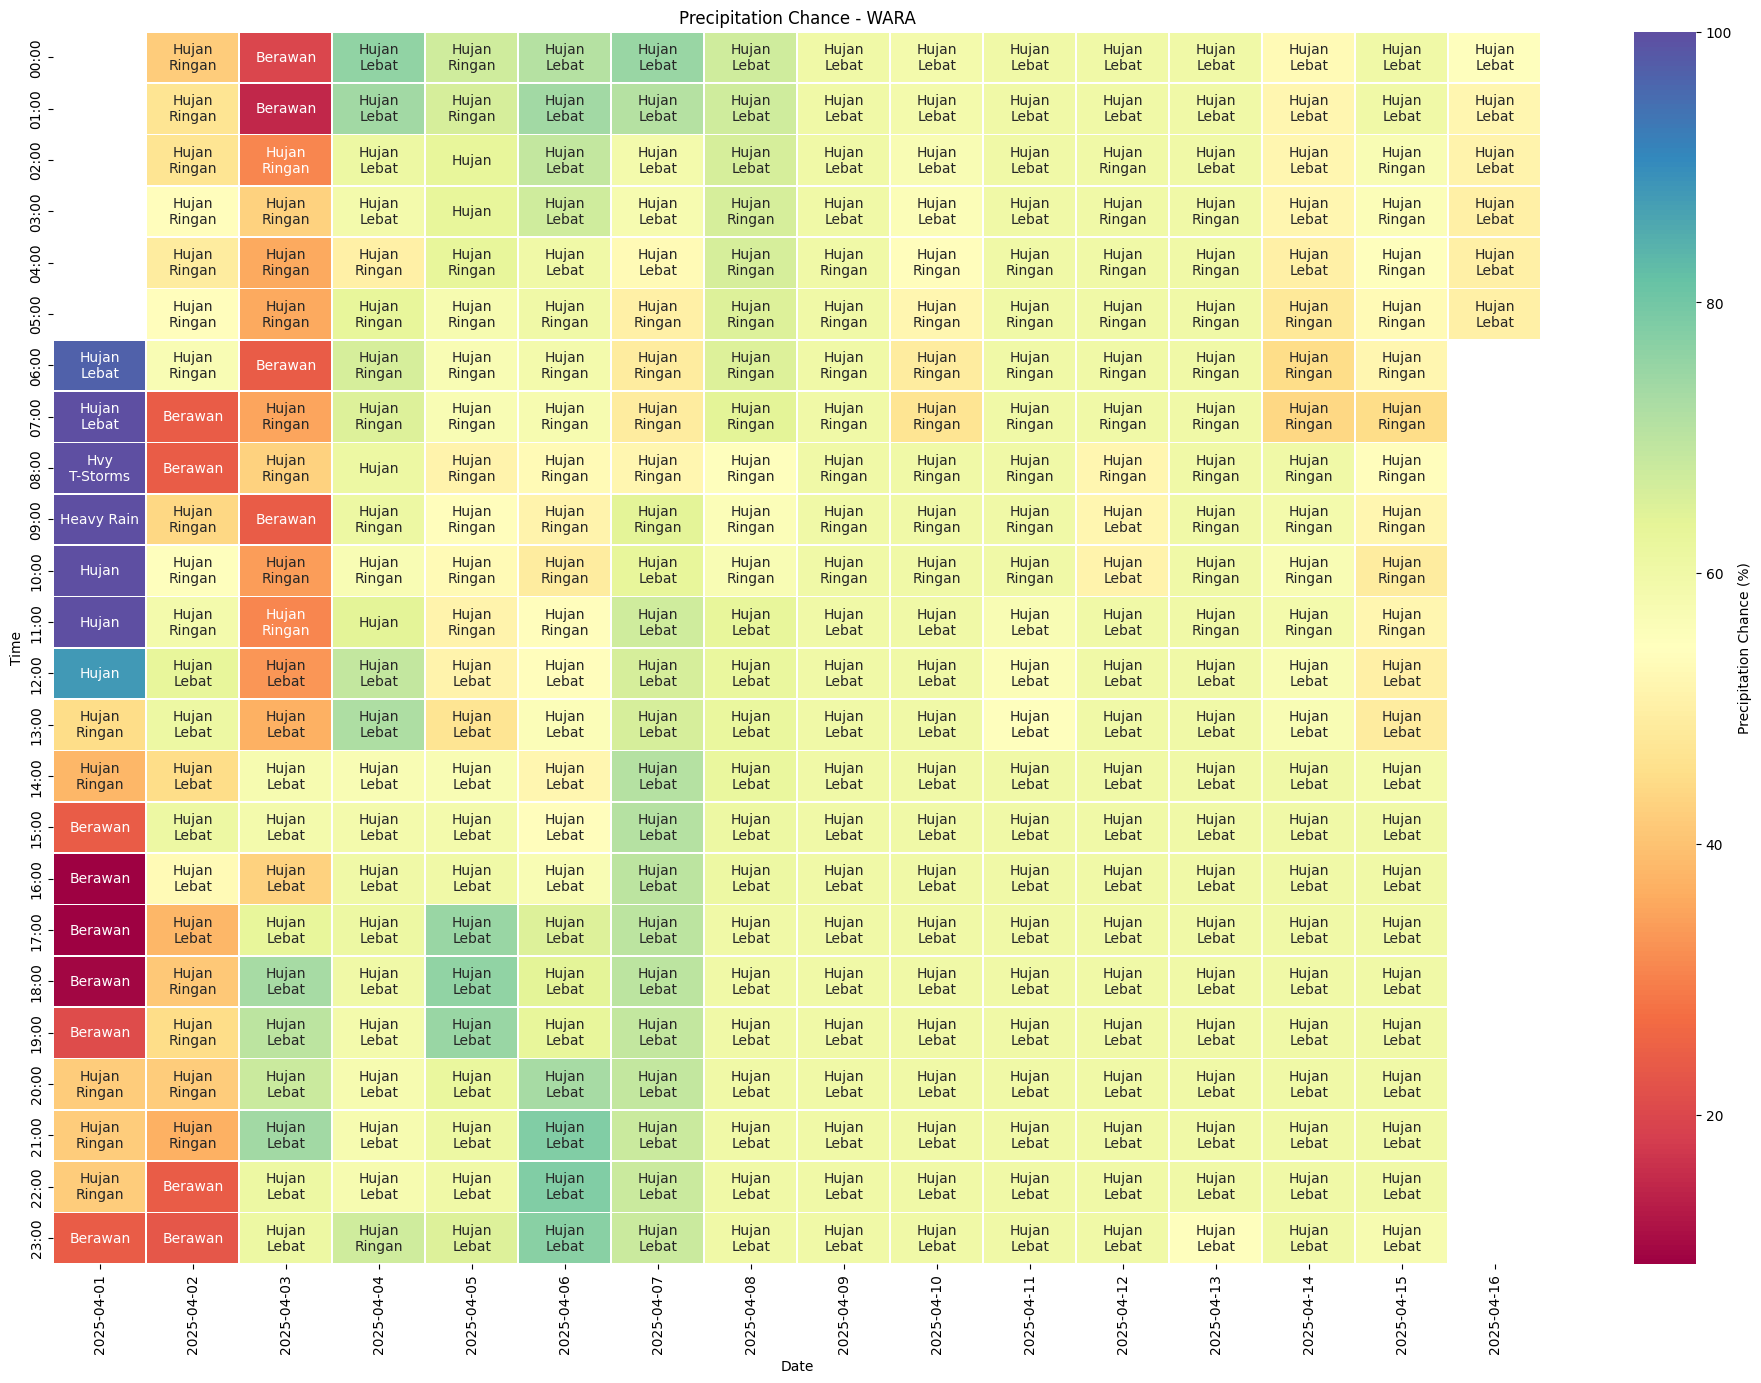 Precipitation Chance - WARA
00:00 Hujan Ringan Berawan Hujan Lebat Hujan Ringan Hujan Lebat Hujan Lebat Hujan Lebat Hujan Lebat Hujan Lebat Hujan Lebat Hujan Lebat Hujan Lebat Hujan Lebat Hujan Lebat Hujan Lebat
01:00 Hujan Ringan Berawan Hujan Lebat Hujan Ringan Hujan Lebat Hujan Lebat Hujan Lebat Hujan Lebat Hujan Lebat Hujan Lebat Hujan Lebat Hujan Lebat Hujan Lebat Hujan Lebat Hujan Lebat
02:00 Hujan Ringan Hujan Ringan Hujan Lebat Hujan Hujan Lebat Hujan Lebat Hujan Lebat Hujan Lebat Hujan Lebat Hujan Lebat Hujan Ringan Hujan Lebat Hujan Lebat Hujan Ringan Hujan Lebat
03:00 Hujan Ringan Hujan Ringan Hujan Lebat Hujan Hujan Lebat Hujan Lebat Hujan Ringan Hujan Lebat Hujan Lebat Hujan Lebat Hujan Ringan Hujan Ringan Hujan Lebat Hujan Ringan Hujan Lebat
04:00 Hujan Ringan Hujan Ringan Hujan Ringan Hujan Ringan Hujan Lebat Hujan Lebat Hujan Ringan Hujan Ringan Hujan Ringan Hujan Ringan Hujan Ringan Hujan Ringan Hujan Lebat Hujan Ringan Hujan Lebat
05:00 Hujan Ringan Hujan Ringan Hujan Ringan Hujan Ringan Hujan Ringan Hujan Ringan Hujan Ringan Hujan Ringan Hujan Ringan Hujan Ringan Hujan Ringan Hujan Ringan Hujan Ringan Hujan Ringan Hujan Lebat
06:00 Hujan Lebat Hujan Ringan Berawan Hujan Ringan Hujan Ringan Hujan Ringan Hujan Ringan Hujan Ringan Hujan Ringan Hujan Ringan Hujan Ringan Hujan Ringan Hujan Ringan Hujan Ringan Hujan Ringan
07:00 Hujan Lebat Berawan Hujan Ringan Hujan Ringan Hujan Ringan Hujan Ringan Hujan Ringan Hujan Ringan Hujan Ringan Hujan Ringan Hujan Ringan Hujan Ringan Hujan Ringan Hujan Ringan Hujan Ringan
08:00 Hvy T-Storms Berawan Hujan Ringan Hujan Hujan Ringan Hujan Ringan Hujan Ringan Hujan Ringan Hujan Ringan Hujan Ringan Hujan Ringan Hujan Ringan Hujan Ringan Hujan Ringan Hujan Ringan
09:00 Heavy Rain Hujan Ringan Berawan Hujan Ringan Hujan Ringan Hujan Ringan Hujan Ringan Hujan Ringan Hujan Ringan Hujan Ringan Hujan Ringan Hujan Lebat Hujan Ringan Hujan Ringan Hujan Ringan
10:00 Hujan Hujan Ringan Hujan Ringan Hujan Ringan Hujan Ringan Hujan Ringan Hujan Lebat Hujan Ringan Hujan Ringan Hujan Ringan Hujan Ringan Hujan Lebat Hujan Ringan Hujan Ringan Hujan Ringan
11:00 Hujan Hujan Ringan Hujan Ringan Hujan Hujan Ringan Hujan Ringan Hujan Lebat Hujan Lebat Hujan Lebat Hujan Lebat Hujan Lebat Hujan Lebat Hujan Ringan Hujan Ringan Hujan Ringan
12:00 Hujan Hujan Lebat Hujan Lebat Hujan Lebat Hujan Lebat Hujan Lebat Hujan Lebat Hujan Lebat Hujan Lebat Hujan Lebat Hujan Lebat Hujan Lebat Hujan Lebat Hujan Lebat Hujan Lebat
13:00 Hujan Ringan Hujan Lebat Hujan Lebat Hujan Lebat Hujan Lebat Hujan Lebat Hujan Lebat Hujan Lebat Hujan Lebat Hujan Lebat Hujan Lebat Hujan Lebat Hujan Lebat Hujan Lebat Hujan Lebat
14:00 Hujan Ringan Hujan Lebat Hujan Lebat Hujan Lebat Hujan Lebat Hujan Lebat Hujan Lebat Hujan Lebat Hujan Lebat Hujan Lebat Hujan Lebat Hujan Lebat Hujan Lebat Hujan Lebat Hujan Lebat
15:00 Berawan Hujan Lebat Hujan Lebat Hujan Lebat Hujan Lebat Hujan Lebat Hujan Lebat Hujan Lebat Hujan Lebat Hujan Lebat Hujan Lebat Hujan Lebat Hujan Lebat Hujan Lebat Hujan Lebat
16:00 Berawan Hujan Lebat Hujan Lebat Hujan Lebat Hujan Lebat Hujan Lebat Hujan Lebat Hujan Lebat Hujan Lebat Hujan Lebat Hujan Lebat Hujan Lebat Hujan Lebat Hujan Lebat Hujan Lebat
17:00 Berawan Hujan Lebat Hujan Lebat Hujan Lebat Hujan Lebat Hujan Lebat Hujan Lebat Hujan Lebat Hujan Lebat Hujan Lebat Hujan Lebat Hujan Lebat Hujan Lebat Hujan Lebat Hujan Lebat
18:00 Berawan Hujan Ringan Hujan Lebat Hujan Lebat Hujan Lebat Hujan Lebat Hujan Lebat Hujan Lebat Hujan Lebat Hujan Lebat Hujan Lebat Hujan Lebat Hujan Lebat Hujan Lebat Hujan Lebat
19:00 Berawan Hujan Ringan Hujan Lebat Hujan Lebat Hujan Lebat Hujan Lebat Hujan Lebat Hujan Lebat Hujan Lebat Hujan Lebat Hujan Lebat Hujan Lebat Hujan Lebat Hujan Lebat Hujan Lebat
20:00 Hujan Ringan Hujan Ringan Hujan Lebat Hujan Lebat Hujan Lebat Hujan Lebat Hujan Lebat Hujan Lebat Hujan Lebat Hujan Lebat Hujan Lebat Hujan Lebat Hujan Lebat Hujan Lebat Hujan Lebat
21:00 Hujan Ringan Hujan Ringan Hujan Lebat Hujan Lebat Hujan Lebat Hujan Lebat Hujan Lebat Hujan Lebat Hujan Lebat Hujan Lebat Hujan Lebat Hujan Lebat Hujan Lebat Hujan Lebat Hujan Lebat
22:00 Hujan Ringan Berawan Hujan Lebat Hujan Lebat Hujan Lebat Hujan Lebat Hujan Lebat Hujan Lebat Hujan Lebat Hujan Lebat Hujan Lebat Hujan Lebat Hujan Lebat Hujan Lebat Hujan Lebat
23:00 Berawan Berawan Hujan Lebat Hujan Ringan Hujan Lebat Hujan Lebat Hujan Lebat Hujan Lebat Hujan Lebat Hujan Lebat Hujan Lebat Hujan Lebat Hujan Lebat Hujan Lebat Hujan Lebat
Time
2025-04-01 2025-04-02 2025-04-03 2025-04-04 2025-04-05 2025-04-06 2025-04-07 2025-04-08 2025-04-09 2025-04-10 2025-04-11 2025-04-12 2025-04-13 2025-04-14 2025-04-15 2025-04-16
Date
100
80
60
40
20
Precipitation Chance (%)